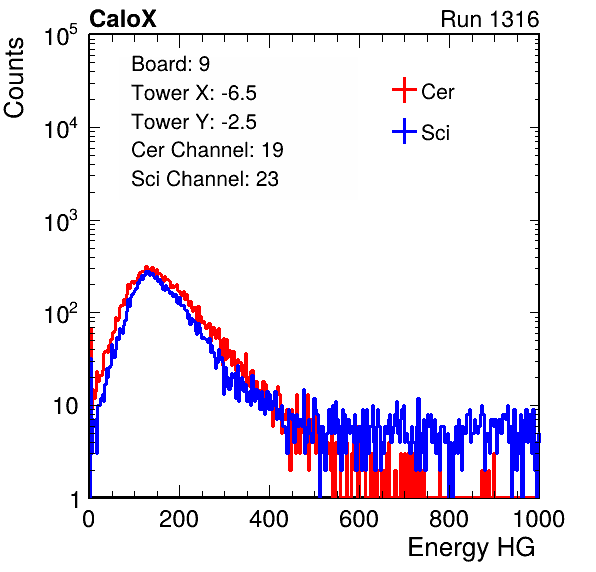 CaloX Run 1316
Counts
Board: 9
Tower X: -6.5
Tower Y: -2.5
Cer Channel: 19
Sci Channel: 23
Cer
Sci
10^5
10^4
10^3
10^2
10
1
0 200 400 600 800 1000
Energy HG